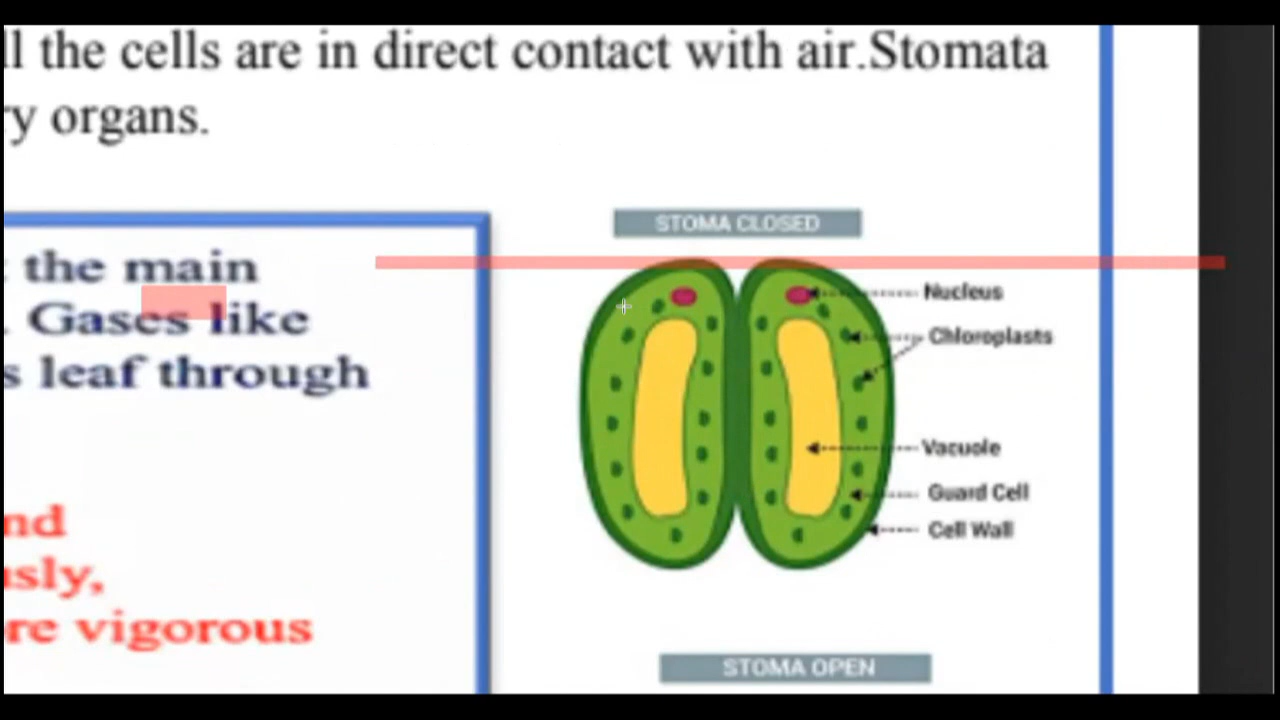 ll the cells are in direct contact with air.Stomata
ry organs.
the main
. Gases like
s leaf through
nd
usly,
re vigorous
STOMA CLOSED
Nucleus
Chloroplasts
Vacuole
Guard Cell
Cell Wall
STOMA OPEN